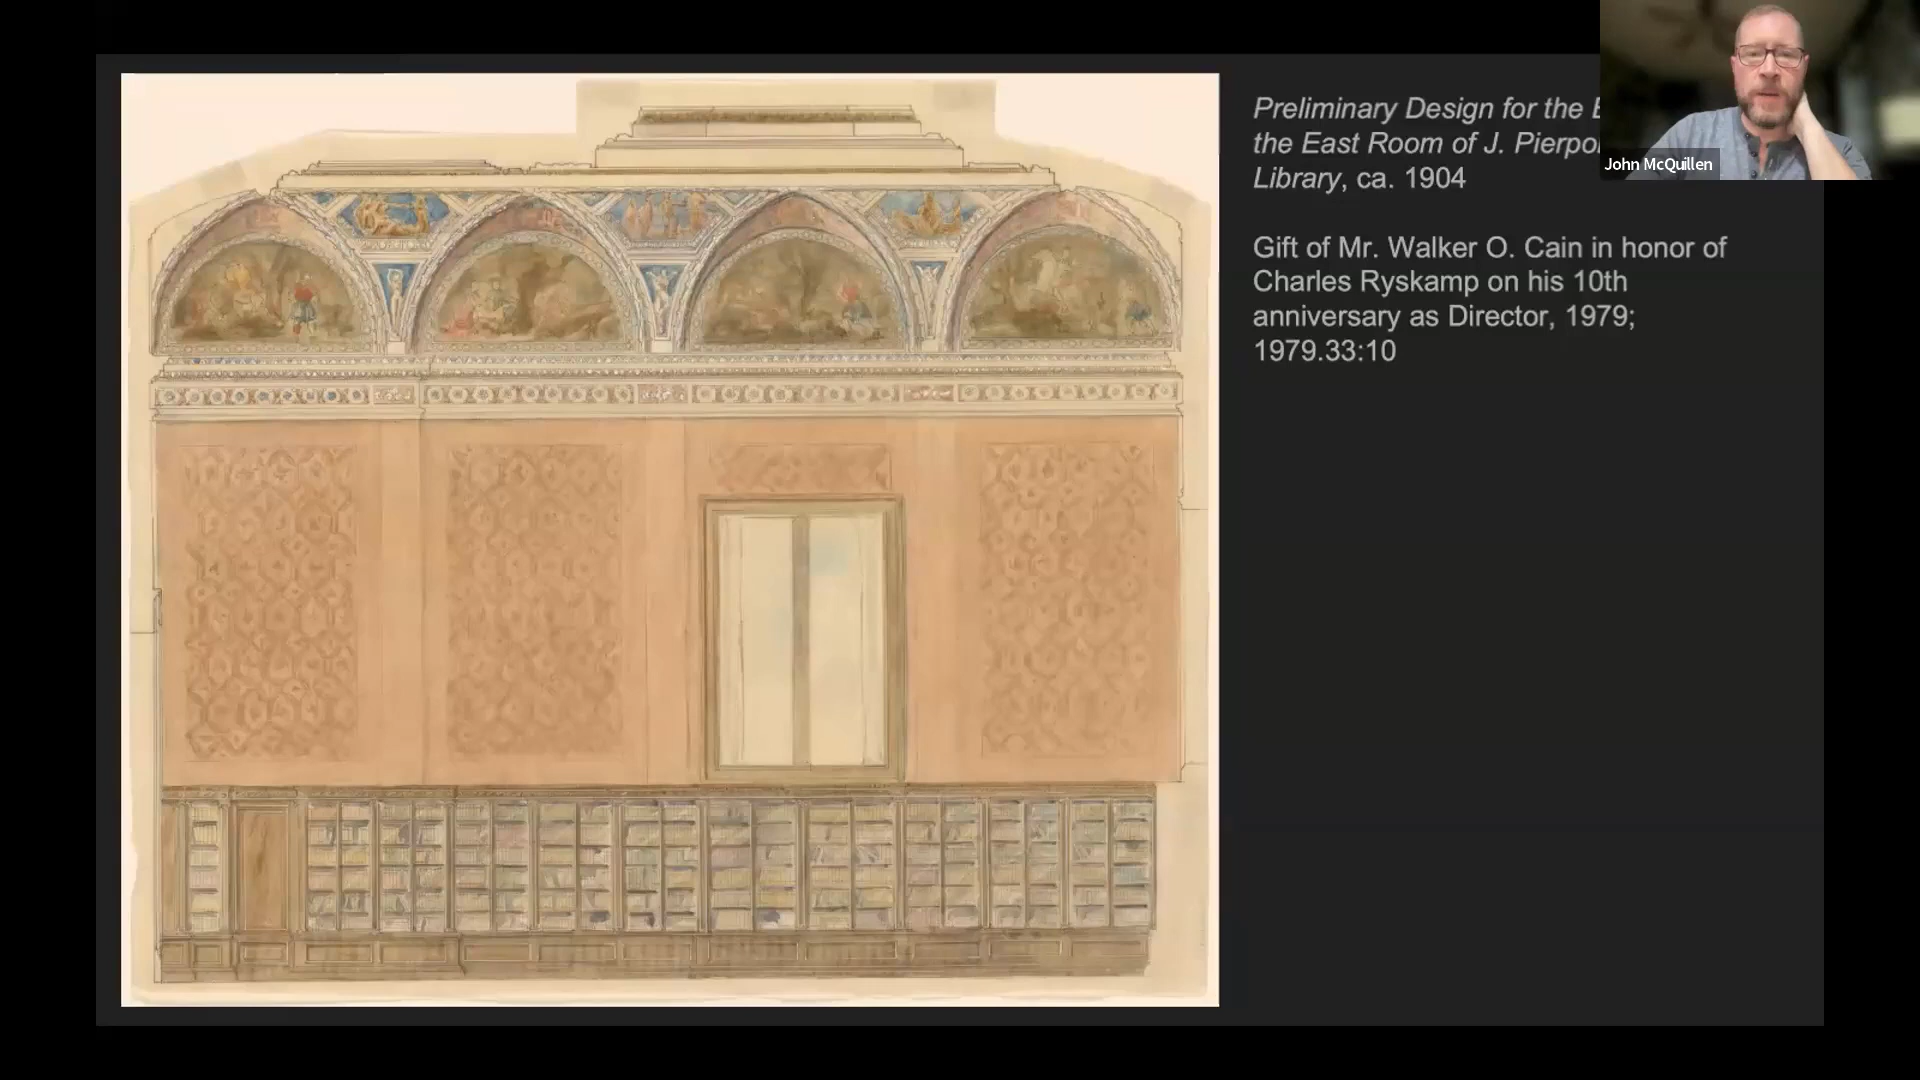 Preliminary Design for the
the East Room of J.
Library, ca. 1904
Gift of Mr. Walker O. Cain in honor of
Charles Ryskamp on his 10th
anniversary as Director, 1979;
1979.33:10
John McQuillen